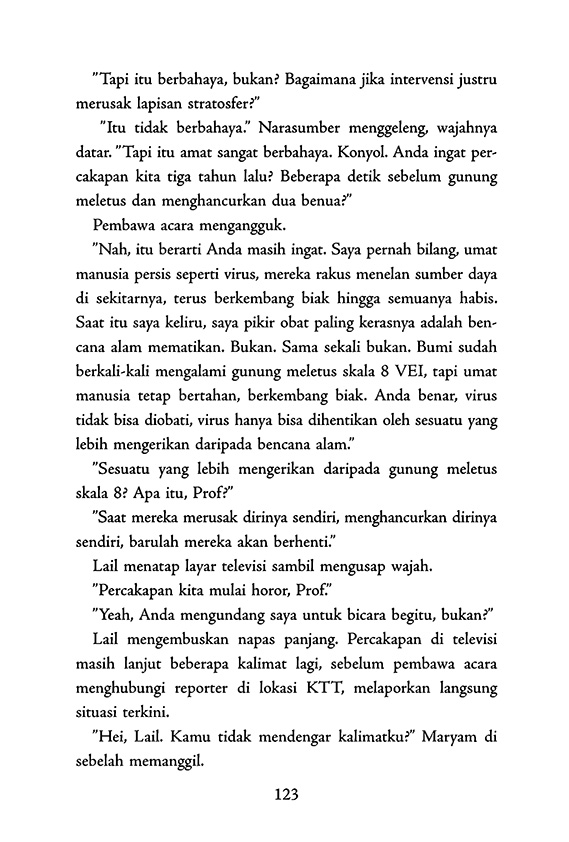 ”Tapi itu berbahaya, bukan? Bagaimana jika intervensi justru
merusak lapisan stratosfer?”
”Itu tidak berbahaya.” Narasumber menggeleng, wajahnya
datar. ”Tapi itu amat sangat berbahaya. Konyol. Anda ingat per-
cakapan kita tiga tahun lalu? Beberapa detik sebelum gunung
meletus dan menghancurkan dua benua?”
Pembawa acara mengangguk.
”Nah, itu berarti Anda masih ingat. Saya pernah bilang, umat
manusia persis seperti virus, mereka rakus menelan sumber daya
di sekitarnya, terus berkembang biak hingga semuanya habis.
Saat itu saya keliru, saya pikir obat paling kerasnya adalah ben-
cana alam mematikan. Bukan. Sama sekali bukan. Bumi sudah
berkali-kali mengalami gunung meletus skala 8 VEI, tapi umat
manusia tetap bertahan, berkembang biak. Anda benar, virus
tidak bisa diobati, virus hanya bisa dihentikan oleh sesuatu yang
lebih mengerikan daripada bencana alam.”
”Sesuatu yang lebih mengerikan daripada gunung meletus
skala 8? Apa itu, Prof?”
”Saat mereka merusak dirinya sendiri, menghancurkan dirinya
sendiri, barulah mereka akan berhenti.”
Lail menatap layar televisi sambil mengusap wajah.
”Percakapan kita mulai horor, Prof.”
”Yeah, Anda mengundang saya untuk bicara begitu, bukan?”
Lail mengembuskan napas panjang. Percakapan di televisi
masih lanjut beberapa kalimat lagi, sebelum pembawa acara
menghubungi reporter di lokasi KTT, melaporkan langsung
situasi terkini.
”Hei, Lail. Kamu tidak mendengar kalimatku?” Maryam di
sebelah memanggil.
123